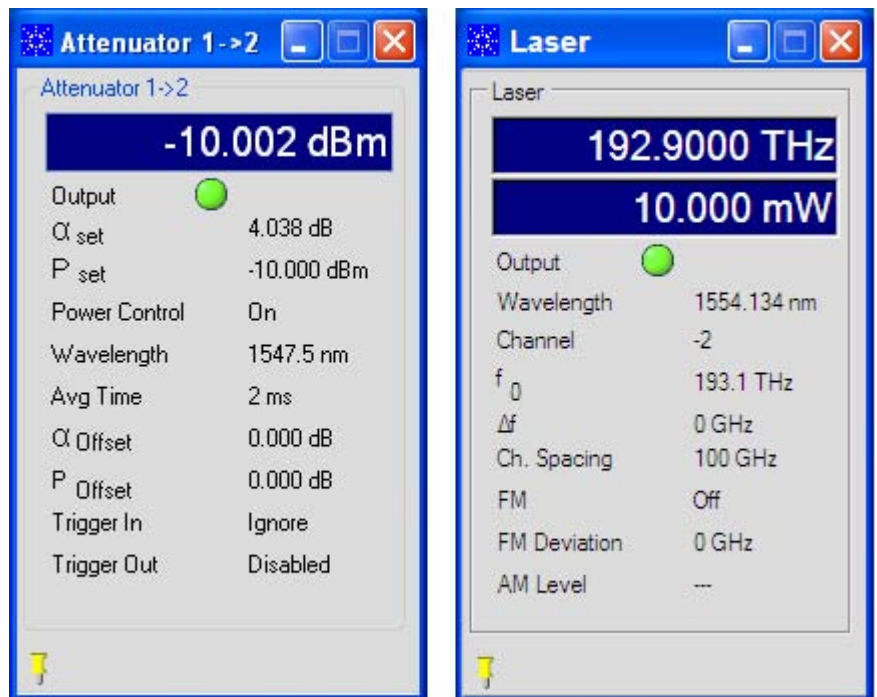 Attenuator 1->2
Attenuator 1->2
-10.002 dBm
Output
α set 4.038 dB
P set -10.000 dBm
Power Control On
Wavelength 1547.5 nm
Avg Time 2 ms
α Offset 0.000 dB
P Offset 0.000 dB
Trigger In Ignore
Trigger Out Disabled
Laser
Laser
192.9000 THz
10.000 mW
Output
Wavelength 1554.134 nm
Channel -2
f 0 193.1 THz
Δf 0 GHz
Ch. Spacing 100 GHz
FM Off
FM Deviation 0 GHz
AM Level ---